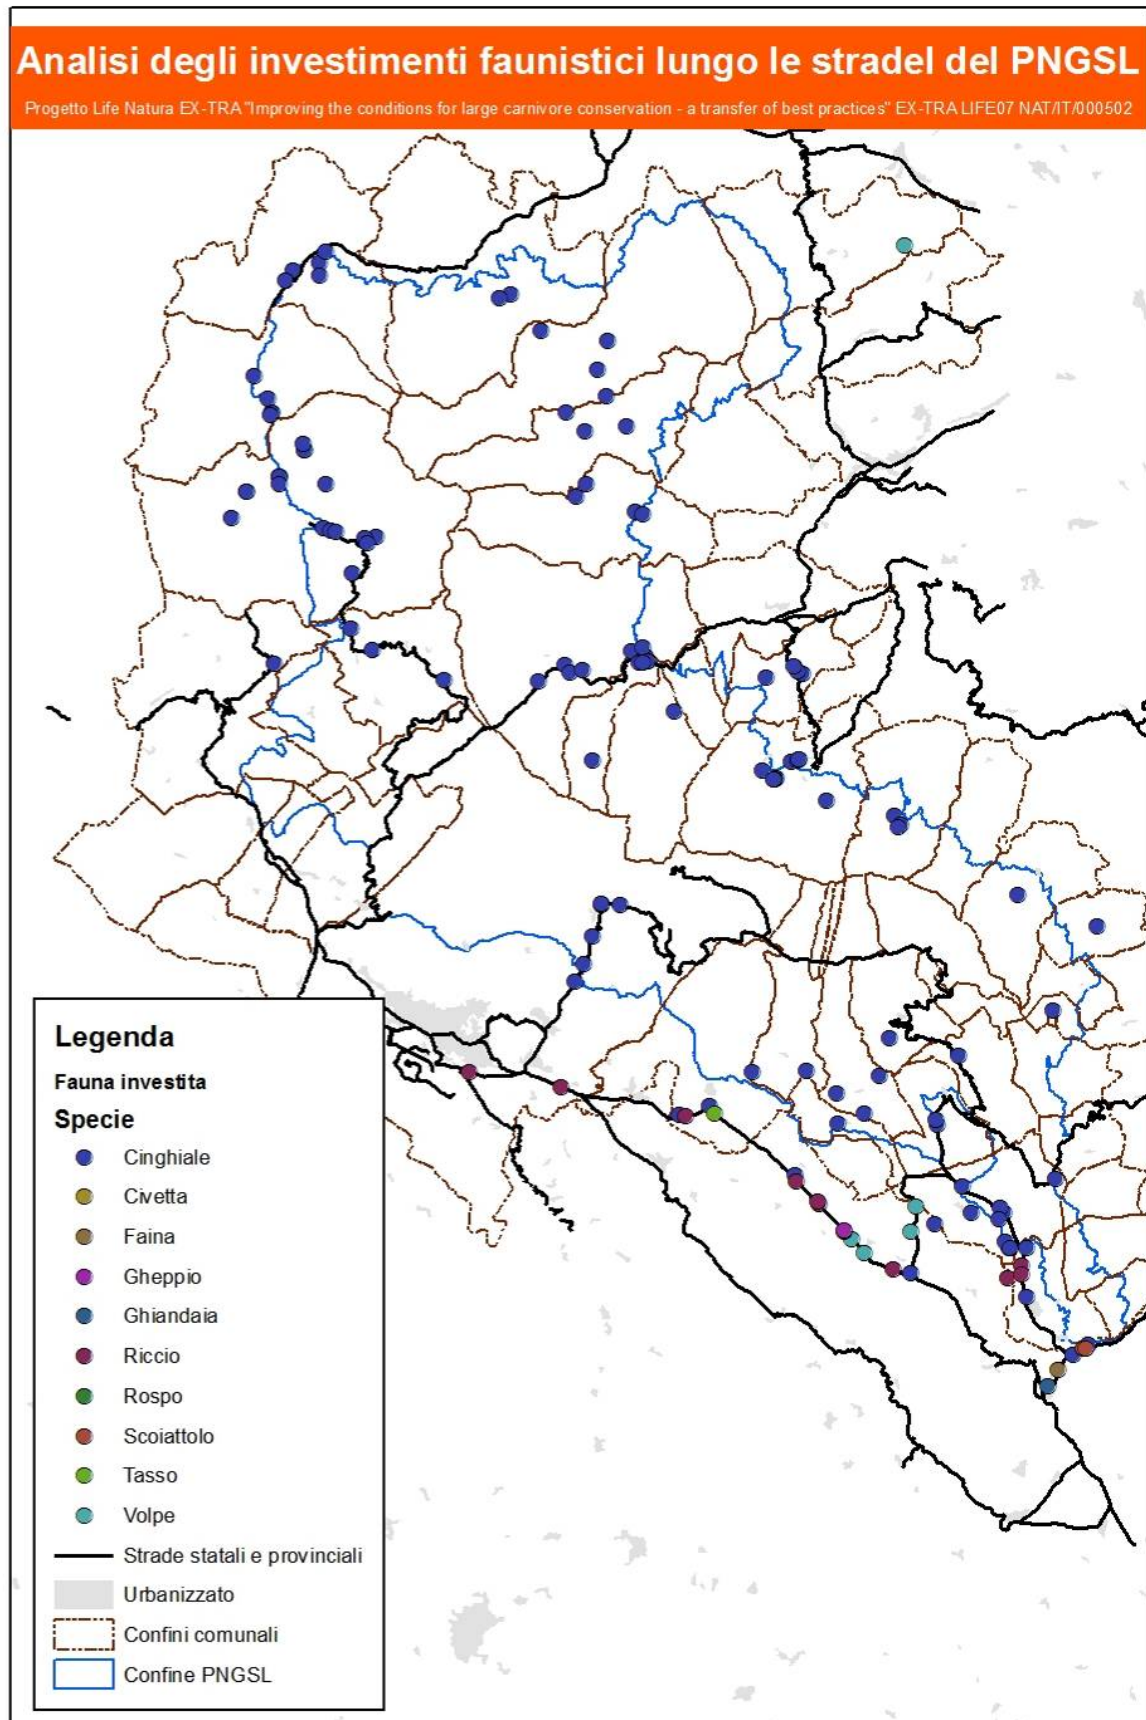 Analisi degli investimenti faunistici lungo le stradel del PNGSL
Progetto Life Natura EX-TRA "Improving the conditions for large carnivore conservation - a transfer of best practices" EX-TRA LIFE07 NAT/IT/000502
Legenda
Fauna investita
Specie
Cinghiale
Civetta
Faina
Gheppio
Ghiandaia
Riccio
Rospo
Scoiattolo
Tasso
Volpe
Strade statali e provinciali
Urbanizzato
Confini comunali
Confine PNGSL